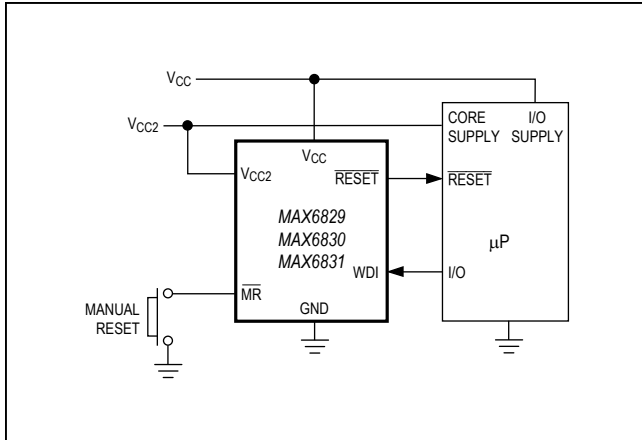 VCC
VCC2
CORE SUPPLY
I/O SUPPLY
VCC
VCC2
RESET
RESET
MAX6829
MAX6830
MAX6831
µP
WDI
I/O
MR
GND
MANUAL
RESET